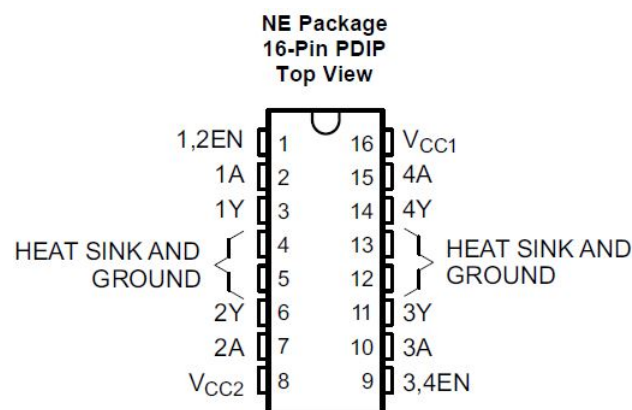 NE Package
16-Pin PDIP
Top View
1,2EN 1 16 VCC1
1A 2 15 4A
1Y 3 14 4Y
HEAT SINK AND
GROUND
4 13
5 12
HEAT SINK AND
GROUND
2Y 6 11 3Y
2A 7 10 3A
VCC2 8 9 3,4EN